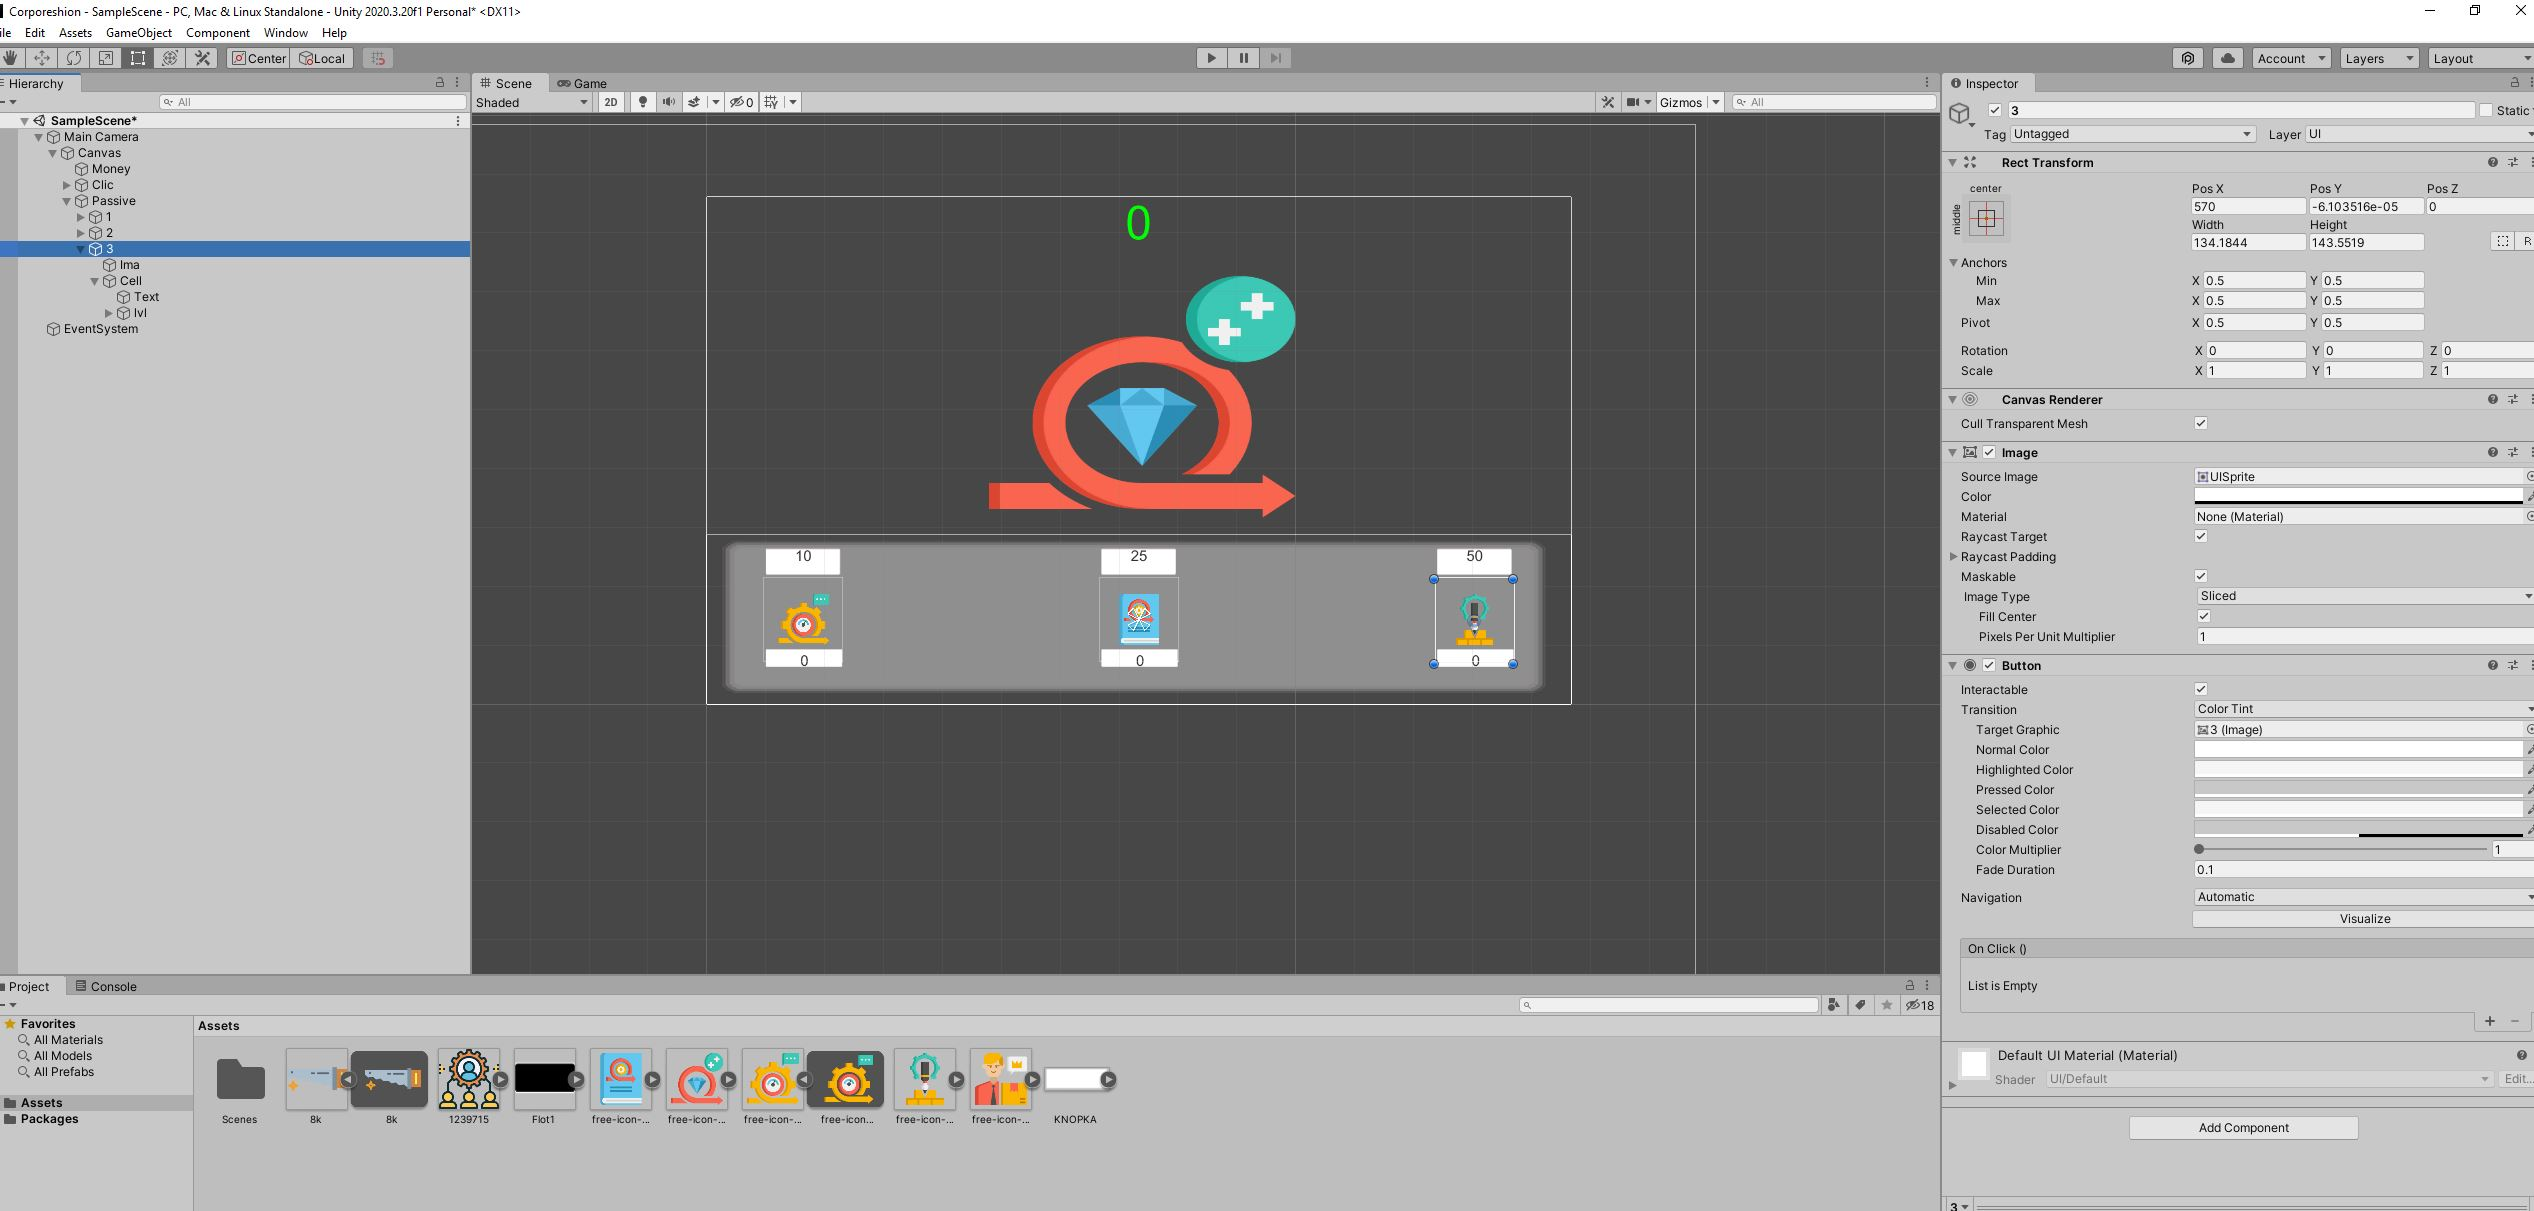 Corporeshion - SampleScene - PC, Mac & Linux Standalone - Unity 2020.3.20f1 Personal* <DX11>
ile Edit Assets GameObject Component Window Help
Center Local Account Layers Layout
Hierarchy
All
SampleScene*
Main Camera
Canvas
Money
Clic
Passive
1
2
3
Ima
Cell
Text
lvl
EventSystem
Scene Game
Shaded 2D 0 Gizmos All
0
10 25 50
0 0 0
Inspector
3 Static
Tag Untagged Layer UI
Rect Transform
center
middle
Pos X Pos Y Pos Z
570 -6.103516e-05 0
Width Height
134.1844 143.5519 R
Anchors
Min X 0.5 Y 0.5
Max X 0.5 Y 0.5
Pivot X 0.5 Y 0.5
Rotation X 0 Y 0 Z 0
Scale X 1 Y 1 Z 1
Canvas Renderer
Cull Transparent Mesh
Image
Source Image UISprite
Color
Material None (Material)
Raycast Target
Raycast Padding
Maskable
Image Type Sliced
Fill Center
Pixels Per Unit Multiplier 1
Button
Interactable
Transition Color Tint
Target Graphic 3 (Image)
Normal Color
Highlighted Color
Pressed Color
Selected Color
Disabled Color
Color Multiplier 1
Fade Duration 0.1
Navigation Automatic
Visualize
On Click ()
List is Empty
+ −
Default UI Material (Material)
Shader UI/Default Edit...
Add Component
3
Project Console
18
Favorites
All Materials
All Models
All Prefabs
Assets
Packages
Assets
Scenes 8k 8k 1239715 Flot1 free-icon-... free-icon-... free-icon-... free-icon... free-icon-... free-icon-... KNOPKA